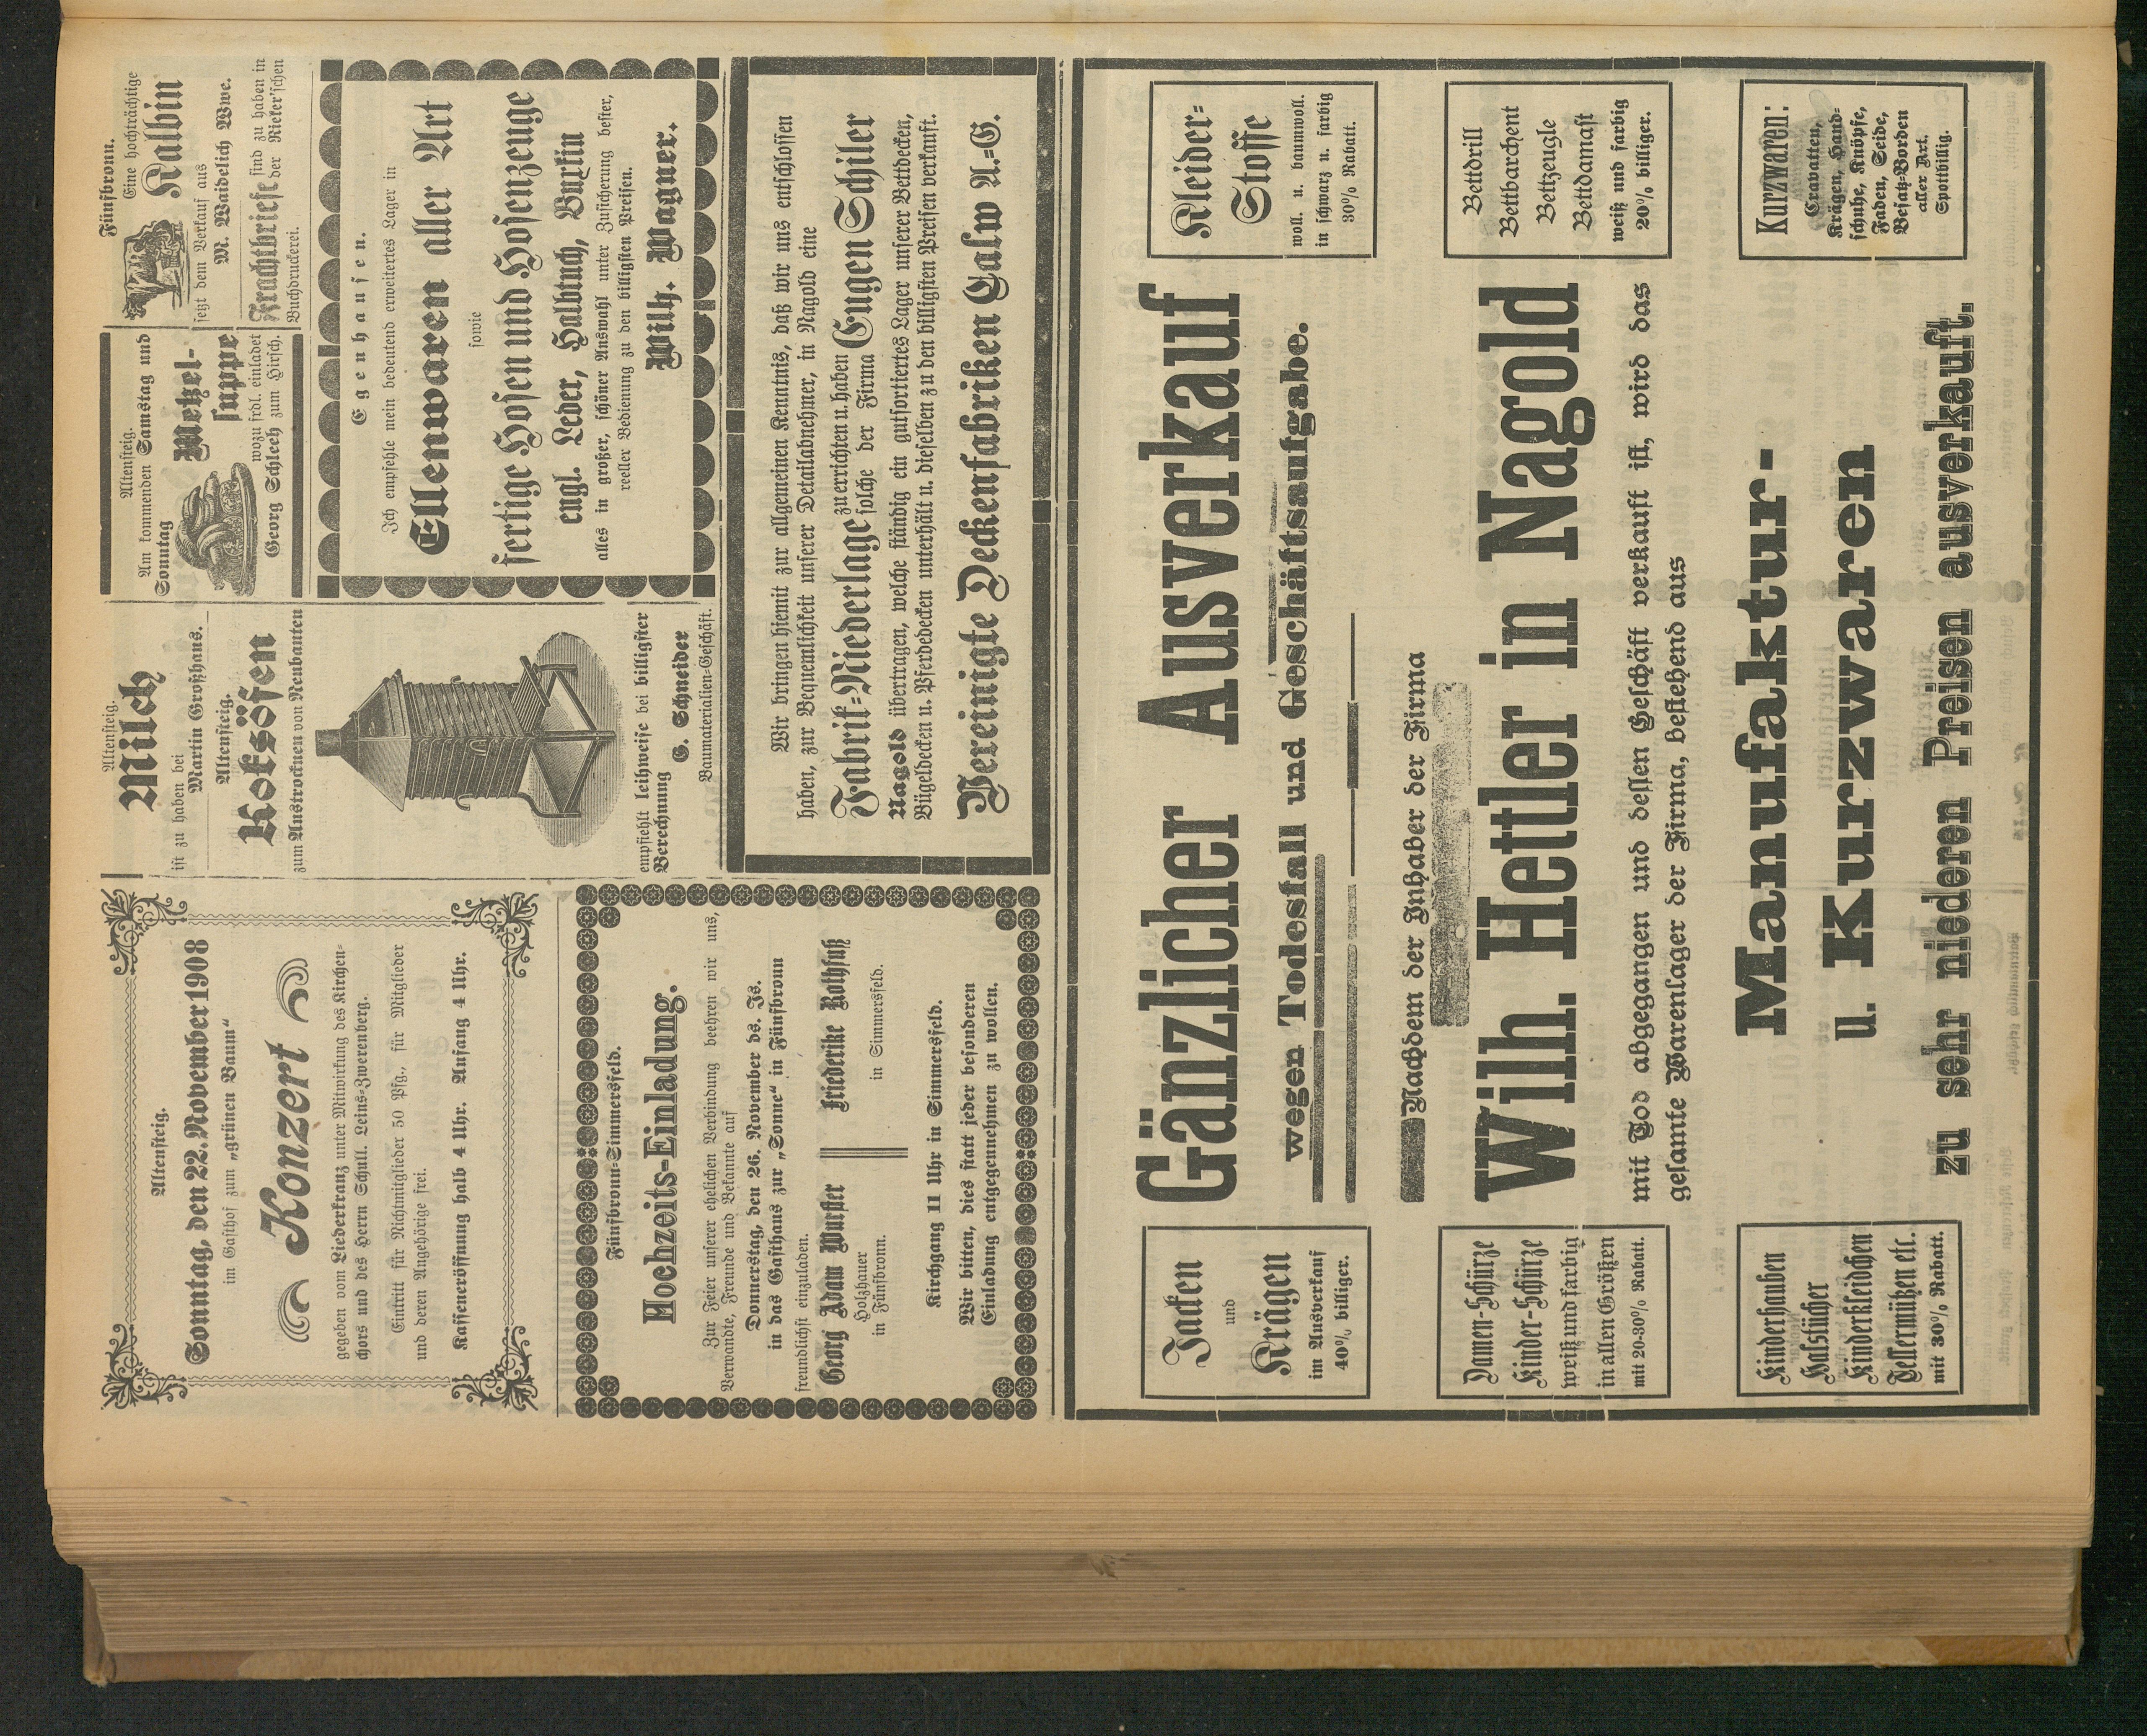 Altensteig.
Sonntag, den 22. November 1908
im Gasthof zum „grünen Baum“
Konzert
gegeben vom Liederkranz unter Mitwirkung des Kirchen-
chors und des Herrn Schull. Leins-Zwerenberg.
Eintritt für Nichtmitglieder 50 Pfg., für Mitglieder
und deren Angehörige frei.
Kasseneröffnung halb 4 Uhr. Anfang 4 Uhr.
Fünfbronn-Simmersfeld.
Hochzeits-Einladung.
Zur Feier unserer ehelichen Verbindung beehren wir uns,
Verwandte, Freunde und Bekannte auf
Donnerstag, den 26. November ds. Js.
in das Gasthaus zur „Sonne“ in Fünfbronn
freundlichst einzuladen.
Georg Adam Wurster
Holzhauer
in Fünfbronn.
Friederike Rothfuß
in Simmersfeld.
Kirchgang 11 Uhr in Simmersfeld.
Wir bitten, dies statt jeder besonderen
Einladung entgegennehmen zu wollen.
Altensteig.
Milch
ist zu haben bei
Martin Großhans.
Altensteig.
Koksöfen
zum Austrocknen von Neubauten
empfiehlt leihweise bei billigster
Berechnung
G. Schneider
Baumaterialien-Geschäft.
Altensteig.
Am kommenden Samstag und
Sonntag
Metzel-
suppe
wozu frdl. einladet
Georg Schleeh zum Hirsch.
Fünfbronn.
Eine hochträchtige
Kalbin
setzt dem Verkauf aus
M. Waidelich Wwe.
Frachtbriefe sind zu haben in
der Rieker'schen
Buchdruckerei.
Egenhausen.
Ich empfehle mein bedeutend erweitertes Lager in
Ellenwaren aller Art
sowie
fertige Hosen und Hosenzeuge
engl. Leder, Halbtuch, Burkin
alles in großer, schöner Auswahl unter Zusicherung bester,
reeller Bedienung zu den billigsten Preisen.
Wilh. Wagner.
Wir bringen hiemit zur allgemeinen Kenntnis, daß wir uns entschlossen
haben, zur Bequemlichkeit unserer Detailabnehmer, in Nagold eine
Fabrik-Niederlage zu errichten u. haben
solche der Firma Eugen Schiler
Nagold übertragen, welche ständig ein gutsortiertes Lager unserer Bettdecken,
Bügeldecken u. Pferdedecken unterhält u. dieselben zu den billigsten Preisen verkauft.
Vereinigte Deckenfabriken Calw A.-G.
Jacken
und
Krägen
im Ausverkauf
40% billiger.
Damen-Schürze
Kinder-Schürze
weiß und farbig
in allen Größen
mit 20-30% Rabatt.
Kinderhauben
Halstücher
Kinderkleidchen
Tellermützen etc.
mit 30% Rabatt.
Gänzlicher Ausverkauf
wegen Todesfall und Geschäftsaufgabe.
Nachdem der Inhaber der Firma
Wilh. Hettler in Nagold
mit Tod abgegangen und dessen Geschäft verkauft ist, wird das
gesamte Warenlager der Firma, bestehend aus
Manufaktur-
u. Kurzwaren
zu sehr niederen Preisen ausverkauft.
Kleider-
Stoffe
woll. u. baumwoll.
in schwarz u. farbig
30% Rabatt.
Bettdrill
Bettbarchent
Bettzeugle
Bettdamast
weiß und farbig
20% billiger.
Kurzwaren:
Cravatten,
Krägen, Hand-
schuhe, Knöpfe,
Faden, Seide,
Besatz-Borden
aller Art.
Spottbillig.